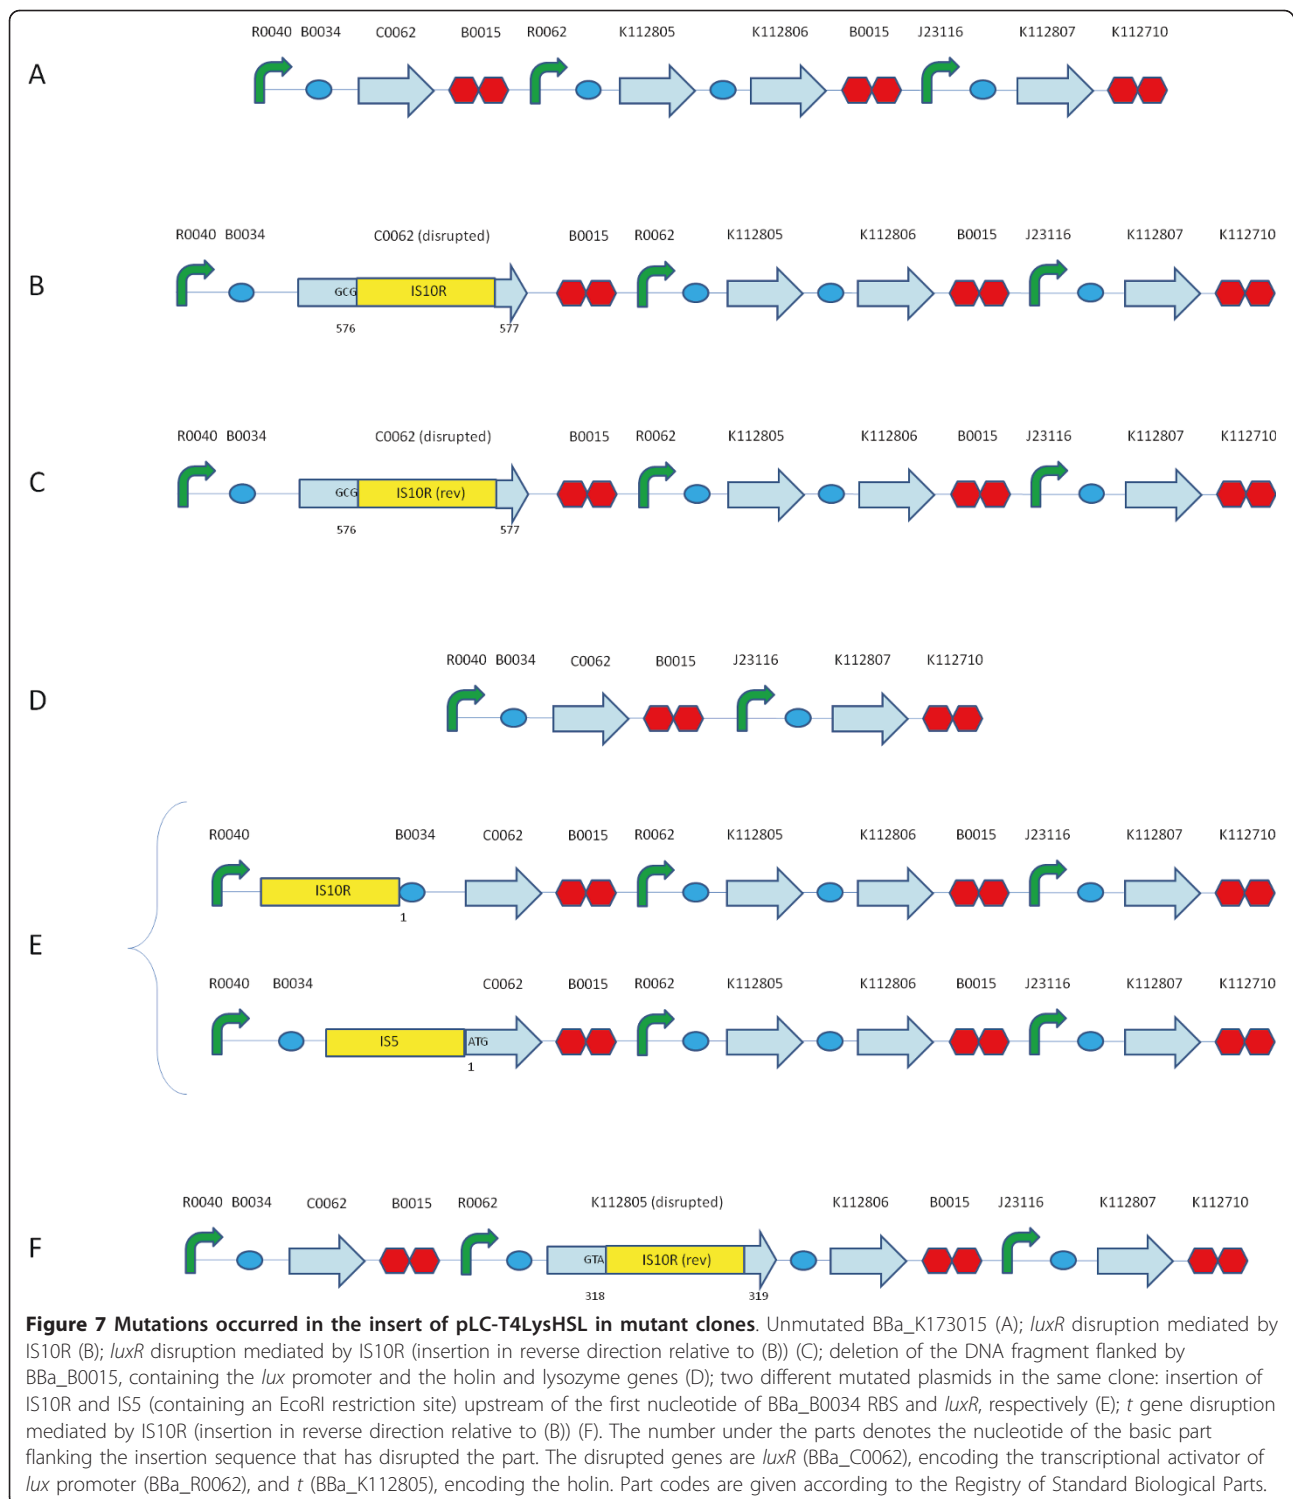 R0040 B0034 C0062 B0015 R0062 K112805 K112806 B0015 J23116 K112807 K112710
A
R0040 B0034 C0062 (disrupted) B0015 R0062 K112805 K112806 B0015 J23116 K112807 K112710
B
GCG IS10R
576 577
R0040 B0034 C0062 (disrupted) B0015 R0062 K112805 K112806 B0015 J23116 K112807 K112710
C
GCG IS10R (rev)
576 577
R0040 B0034 C0062 B0015 J23116 K112807 K112710
D
R0040 B0034 C0062 B0015 R0062 K112805 K112806 B0015 J23116 K112807 K112710
IS10R
1
E
R0040 B0034 C0062 B0015 R0062 K112805 K112806 B0015 J23116 K112807 K112710
IS5 ATG
1
R0040 B0034 C0062 B0015 R0062 K112805 (disrupted) K112806 B0015 J23116 K112807 K112710
F
GTA IS10R (rev)
318 319
Figure 7 Mutations occurred in the insert of pLC-T4LysHSL in mutant clones. Unmutated BBa_K173015 (A); luxR disruption mediated by
IS10R (B); luxR disruption mediated by IS10R (insertion in reverse direction relative to (B)) (C); deletion of the DNA fragment flanked by
BBa_B0015, containing the lux promoter and the holin and lysozyme genes (D); two different mutated plasmids in the same clone: insertion of
IS10R and IS5 (containing an EcoRI restriction site) upstream of the first nucleotide of BBa_B0034 RBS and luxR, respectively (E); t gene disruption
mediated by IS10R (insertion in reverse direction relative to (B)) (F). The number under the parts denotes the nucleotide of the basic part
flanking the insertion sequence that has disrupted the part. The disrupted genes are luxR (BBa_C0062), encoding the transcriptional activator of
lux promoter (BBa_R0062), and t (BBa_K112805), encoding the holin. Part codes are given according to the Registry of Standard Biological Parts.